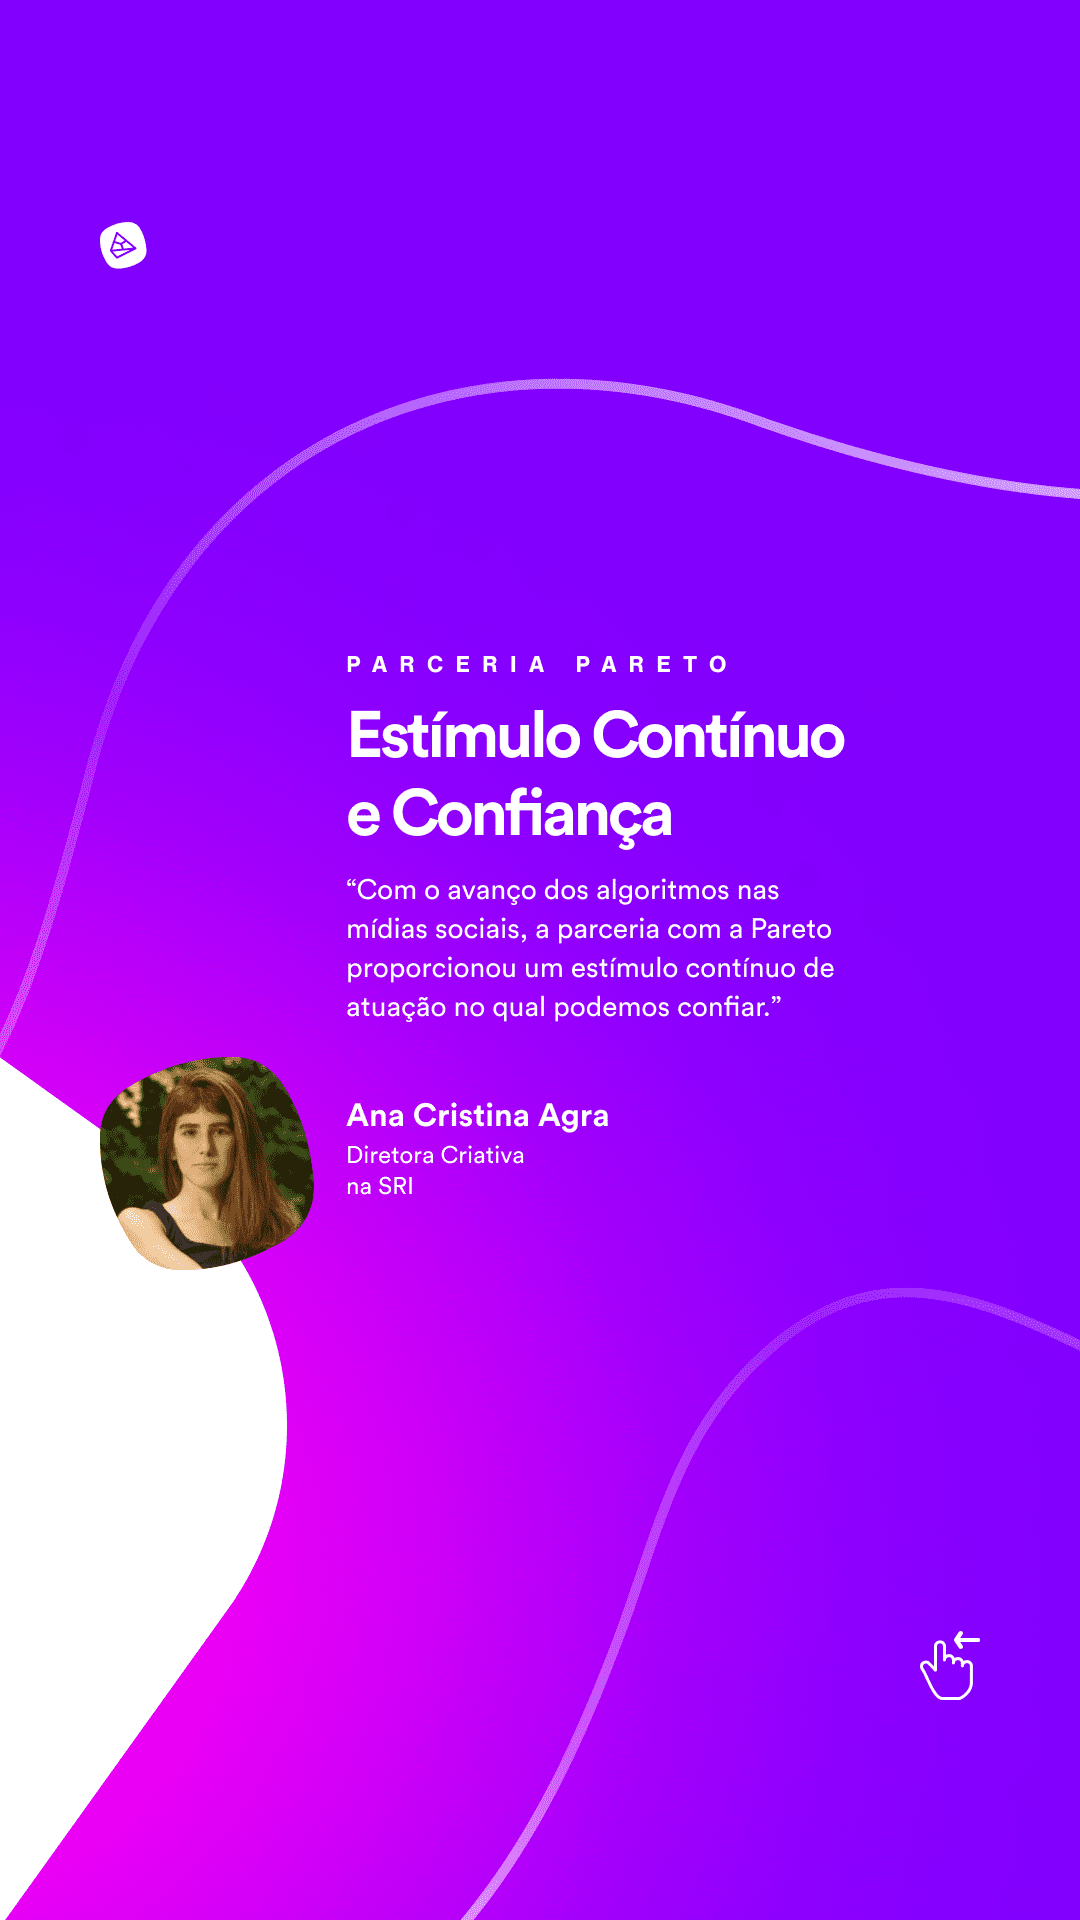 PARCERIA PARETO
Estímulo Contínuo
e Confiança
“Com o avanço dos algoritmos nas
mídias sociais, a parceria com a Pareto
proporcionou um estímulo contínuo de
atuação no qual podemos confiar.”
Ana Cristina Agra
Diretora Criativa
na SRI